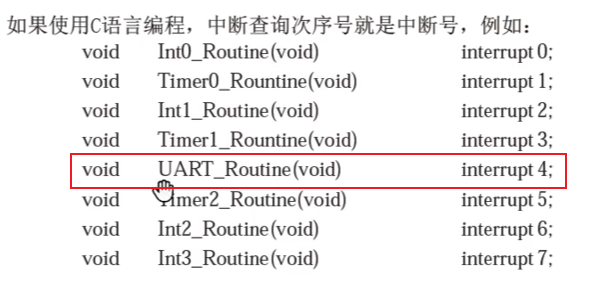 如果使用C语言编程，中断查询次序号就是中断号，例如：
void Int0_Routine(void) interrupt 0;
void Timer0_Rountine(void) interrupt 1;
void Int1_Routine(void) interrupt 2;
void Timer1_Rountine(void) interrupt 3;
void UART_Routine(void) interrupt 4;
void Timer2_Routine(void) interrupt 5;
void Int2_Routine(void) interrupt 6;
void Int3_Routine(void) interrupt 7;